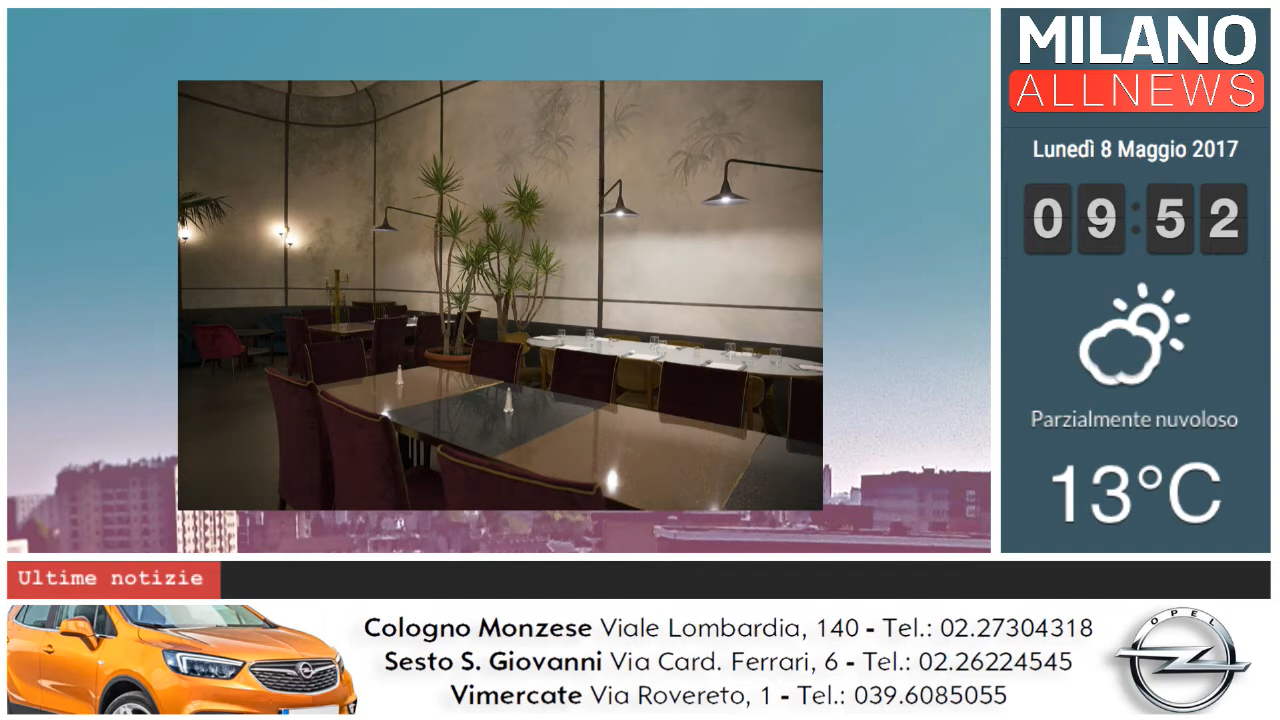 MILANO
ALLNEWS
Lunedì 8 Maggio 2017
09:52
Parzialmente nuvoloso
13°C
Ultime notizie
Cologno Monzese Viale Lombardia, 140 - Tel.: 02.27304318
Sesto S. Giovanni Via Card. Ferrari, 6 - Tel.: 02.26224545
Vimercate Via Rovereto, 1 - Tel.: 039.6085055
OPEL